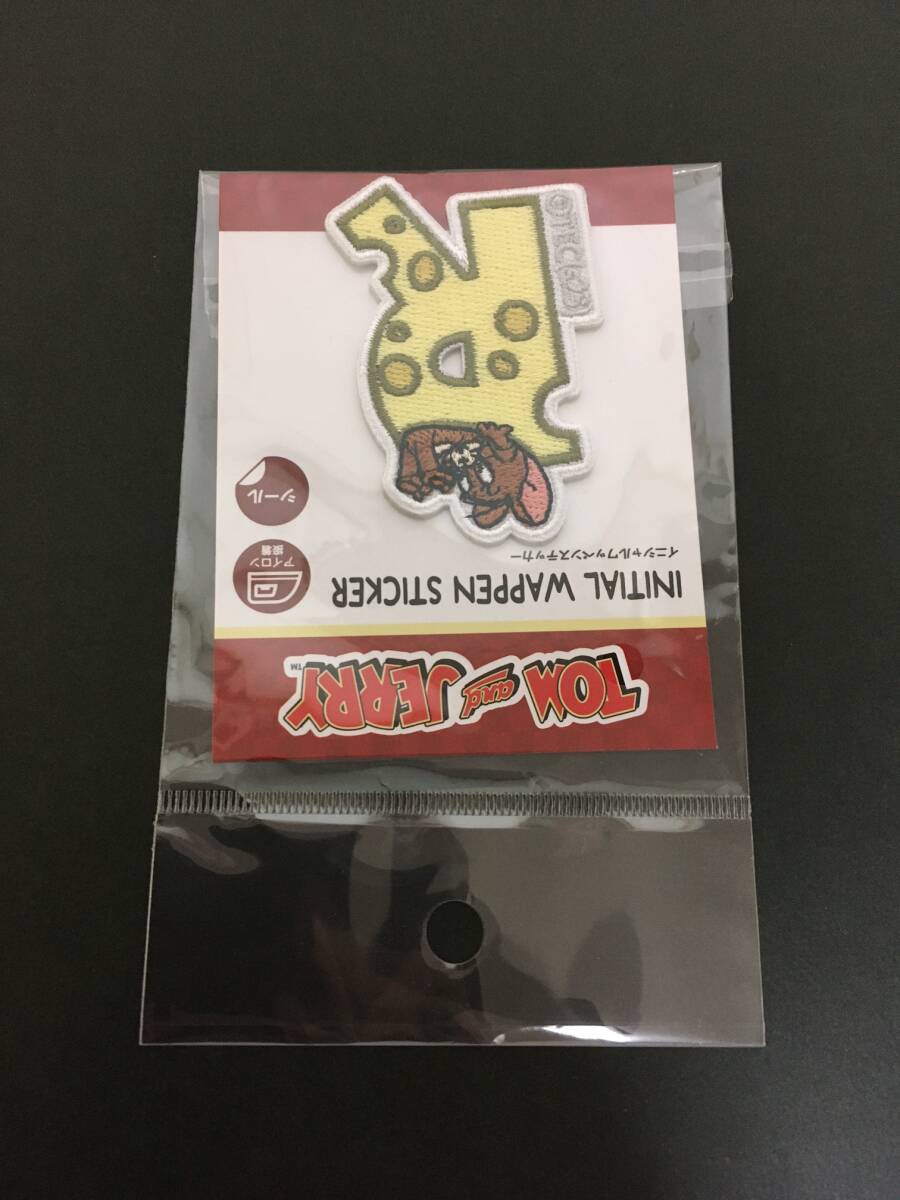 TOM and JERRY™
INITIAL WAPPEN STICKER
イニシャルワッペンステッカー
アイロン
接着
シール
R